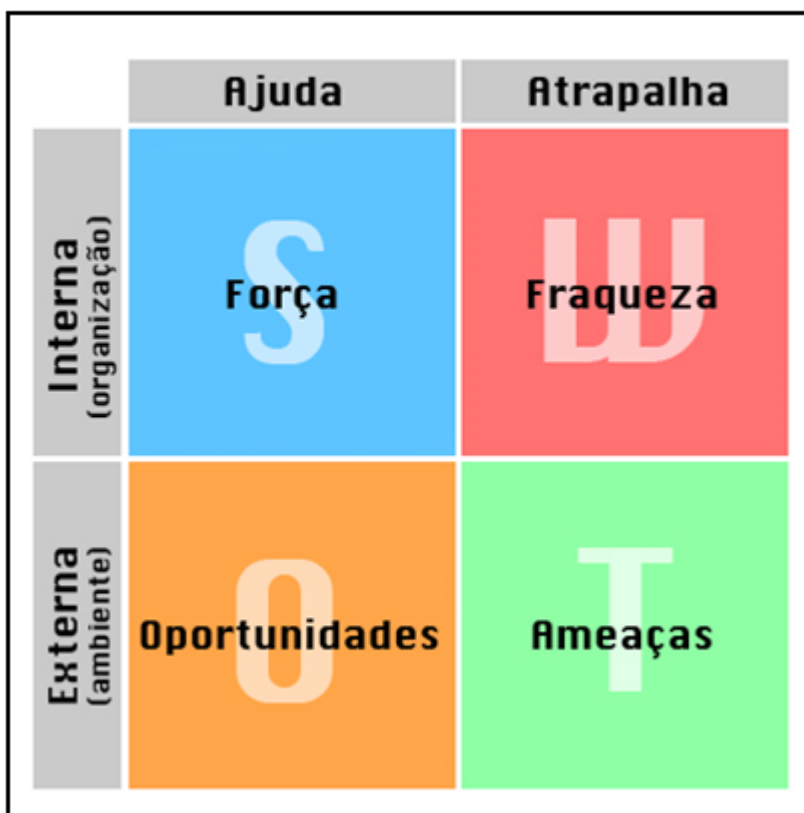 Ajuda
Atrapalha
Interna
(organização)
S
Força
W
Fraqueza
Externa
(ambiente)
O
Oportunidades
T
Ameaças